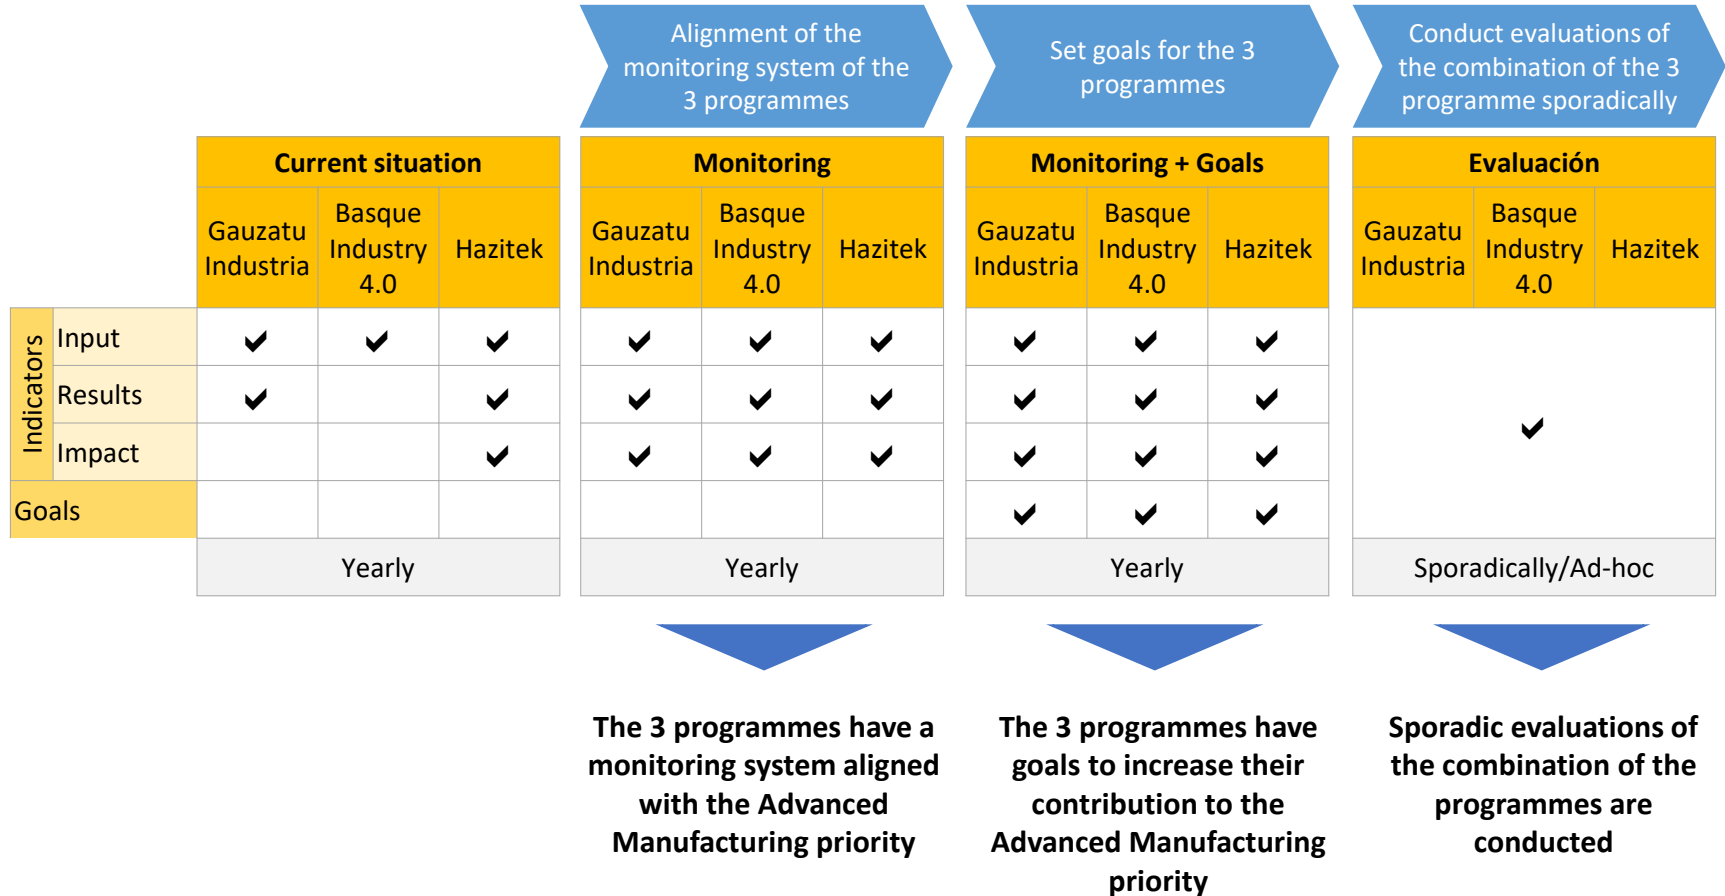 Alignment of the
monitoring system of the
3 programmes
Set goals for the 3
programmes
Conduct evaluations of
the combination of the 3
programme sporadically
Current situation
Monitoring
Monitoring + Goals
Evaluación
Gauzatu
Industria
Basque
Industry
4.0
Hazitek
Gauzatu
Industria
Basque
Industry
4.0
Hazitek
Gauzatu
Industria
Basque
Industry
4.0
Hazitek
Gauzatu
Industria
Basque
Industry
4.0
Hazitek
Indicators
Input
✔ ✔ ✔ ✔ ✔ ✔ ✔ ✔ ✔
Results
✔ ✔ ✔ ✔ ✔ ✔ ✔ ✔
Impact
✔ ✔ ✔ ✔ ✔ ✔ ✔
✔
Goals
✔ ✔ ✔
Yearly
Yearly
Yearly
Sporadically/Ad-hoc
The 3 programmes have a
monitoring system aligned
with the Advanced
Manufacturing priority
The 3 programmes have
goals to increase their
contribution to the
Advanced Manufacturing
priority
Sporadic evaluations of
the combination of the
programmes are
conducted